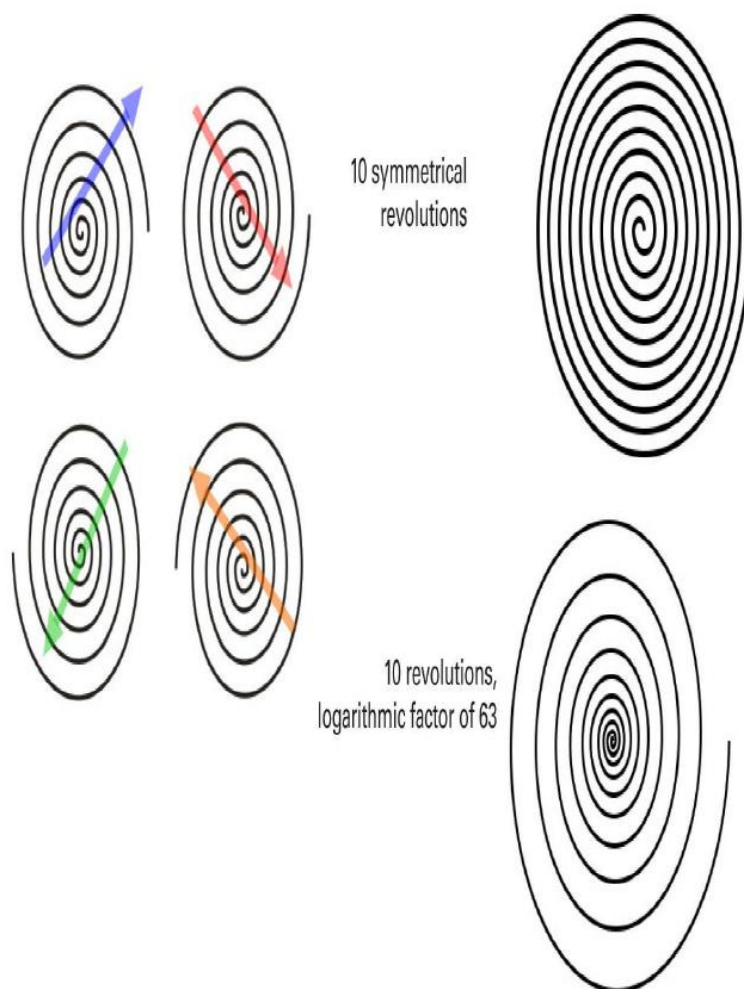 10 symmetrical
revolutions
10 revolutions,
logarithmic factor of 63